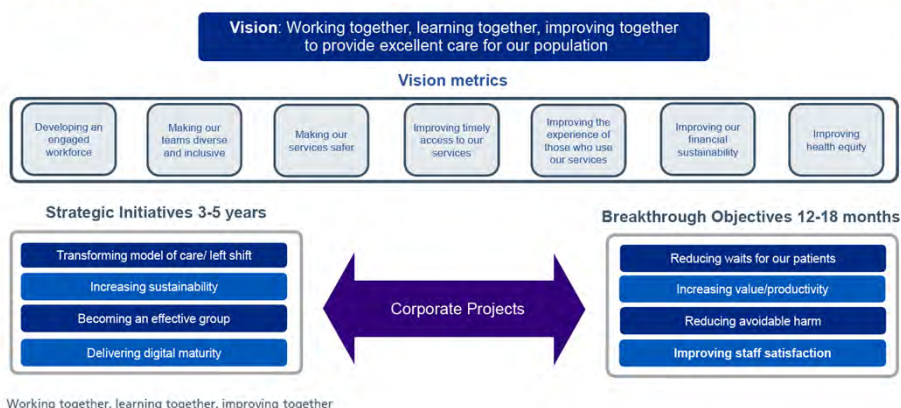 Vision: Working together, learning together, improving together
to provide excellent care for our population
Vision metrics
Developing an
engaged
workforce
Making our
teams diverse
and inclusive
Making our
services safer
Improving timely
access to our
services
Improving the
experience of
those who use
our services
Improving our
financial
sustainability
Improving
health equity
Strategic Initiatives 3-5 years
Transforming model of care/ left shift
Increasing sustainability
Becoming an effective group
Delivering digital maturity
Corporate Projects
Breakthrough Objectives 12-18 months
Reducing waits for our patients
Increasing value/productivity
Reducing avoidable harm
Improving staff satisfaction
Working together, learning together, improving together